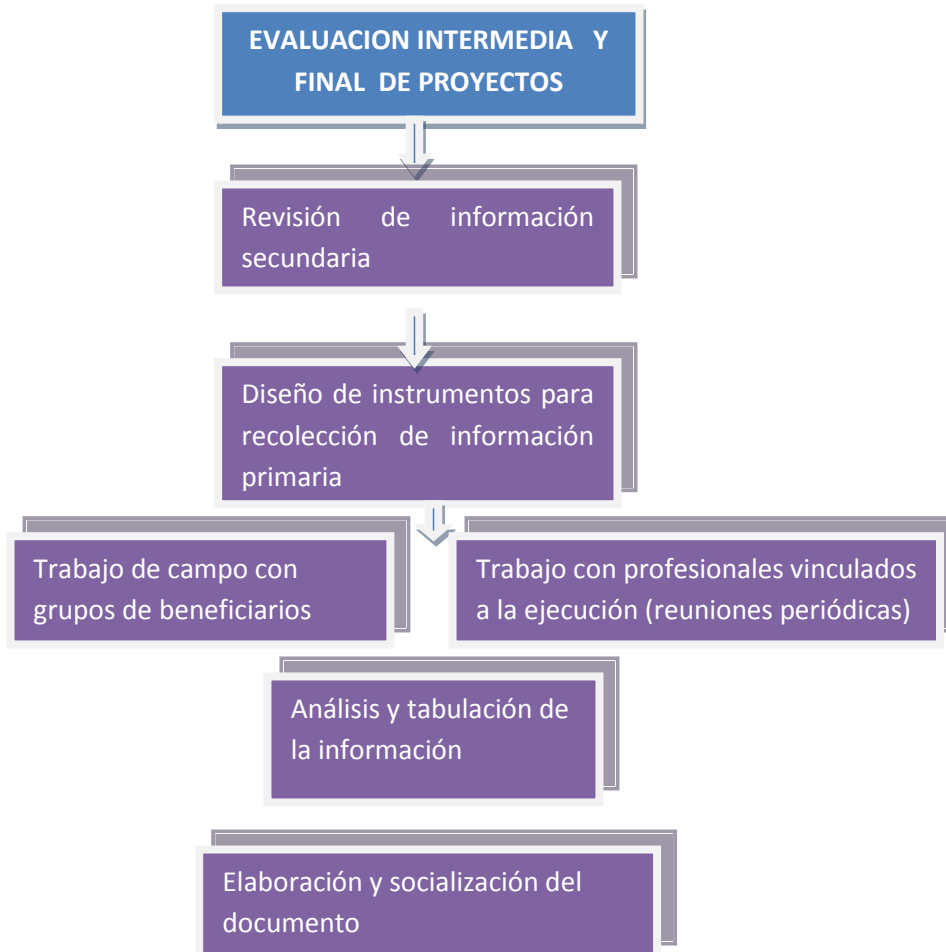 EVALUACION INTERMEDIA Y
FINAL DE PROYECTOS
Revisión de información
secundaria
Diseño de instrumentos para
recolección de información
primaria
Trabajo de campo con
grupos de beneficiarios
Trabajo con profesionales vinculados
a la ejecución (reuniones periódicas)
Análisis y tabulación de
la información
Elaboración y socialización del
documento